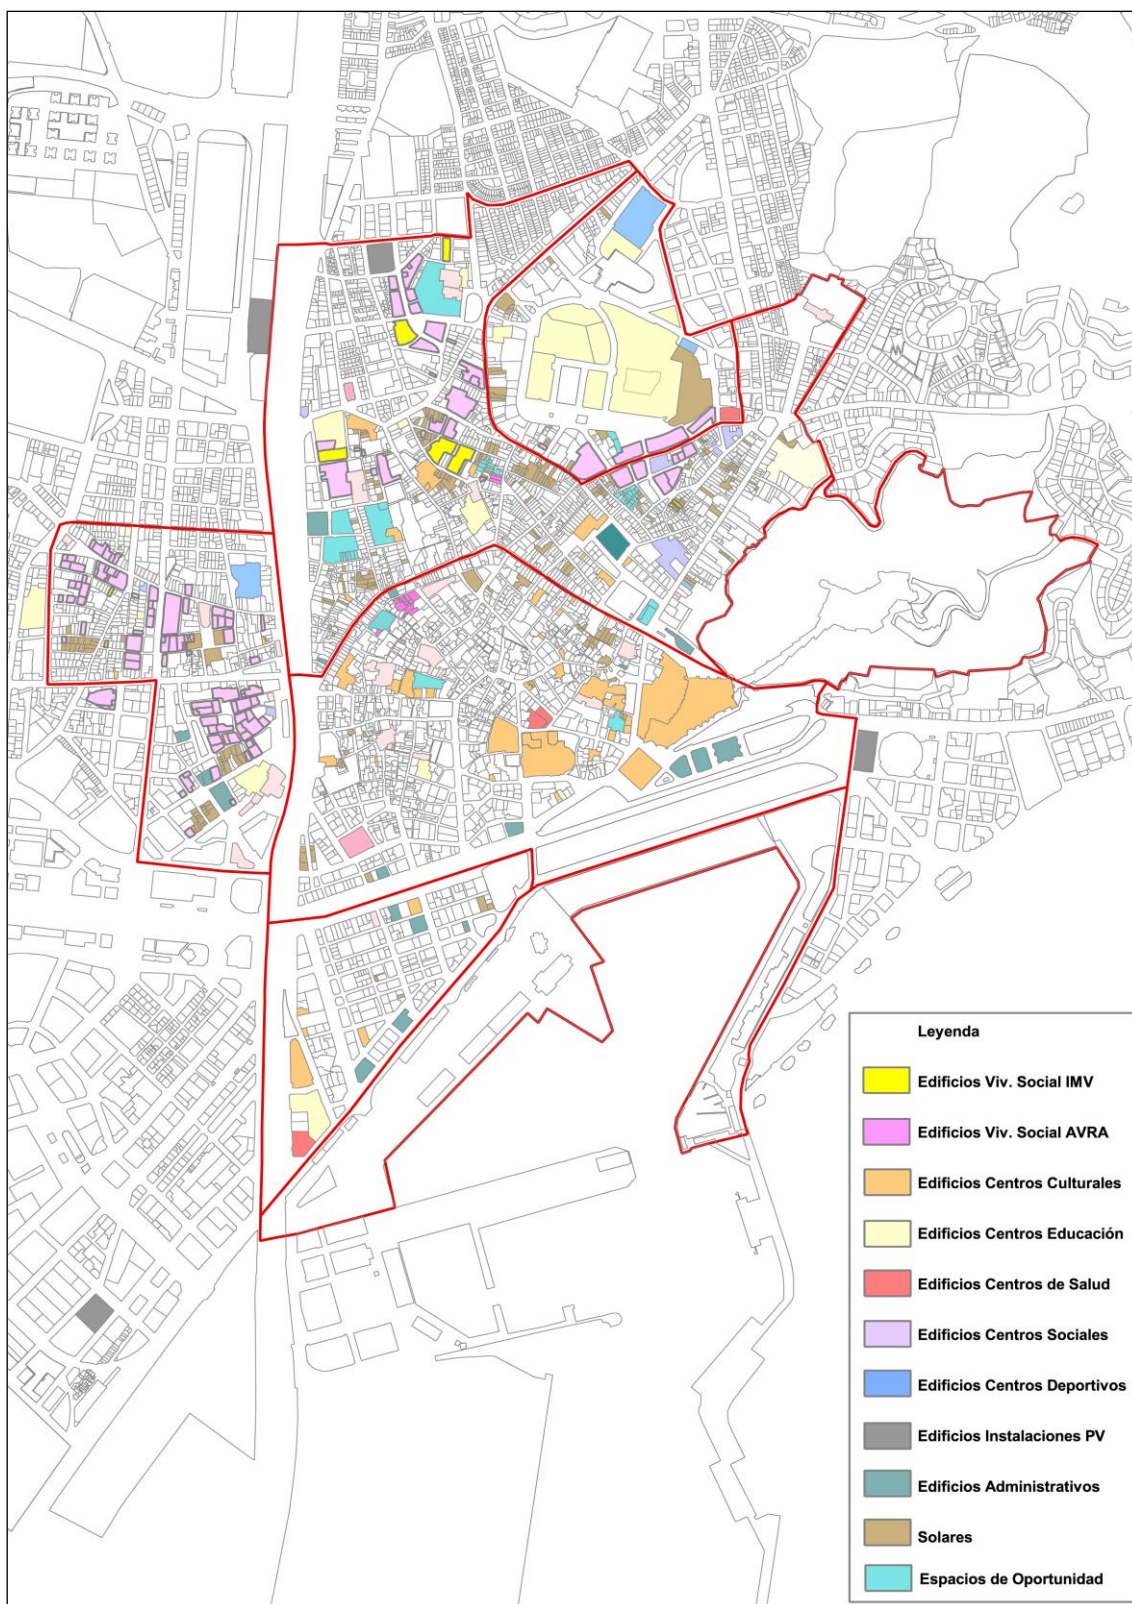 Leyenda
Edificios Viv. Social IMV
Edificios Viv. Social AVRA
Edificios Centros Culturales
Edificios Centros Educación
Edificios Centros de Salud
Edificios Centros Sociales
Edificios Centros Deportivos
Edificios Instalaciones PV
Edificios Administrativos
Solares
Espacios de Oportunidad